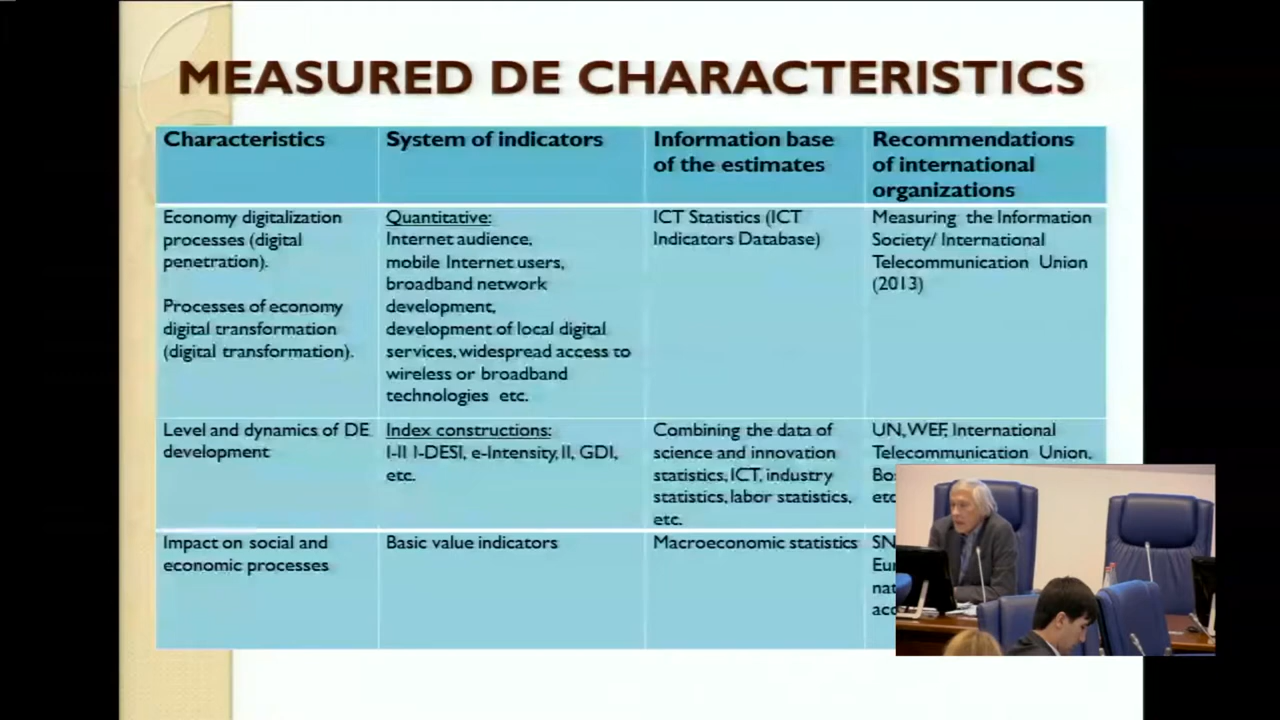 MEASURED DE CHARACTERISTICS
Characteristics
System of indicators
Information base
of the estimates
Recommendations
of international
organizations
Economy digitalization
processes (digital
penetration).
Processes of economy
digital transformation
(digital transformation).
Quantitative:
Internet audience,
mobile Internet users,
broadband network
development,
development of local digital
services, widespread access to
wireless or broadband
technologies etc.
ICT Statistics (ICT
Indicators Database)
Measuring the Information
Society/ International
Telecommunication Union
(2013)
Level and dynamics of DE
development
Index constructions:
I-II I-DESI, e-Intensity, II, GDI,
etc.
Combining the data of
science and innovation
statistics, ICT, industry
statistics, labor statistics,
etc.
UN, WEF, International
Telecommunication Union.
Impact on social and
economic processes
Basic value indicators
Macroeconomic statistics